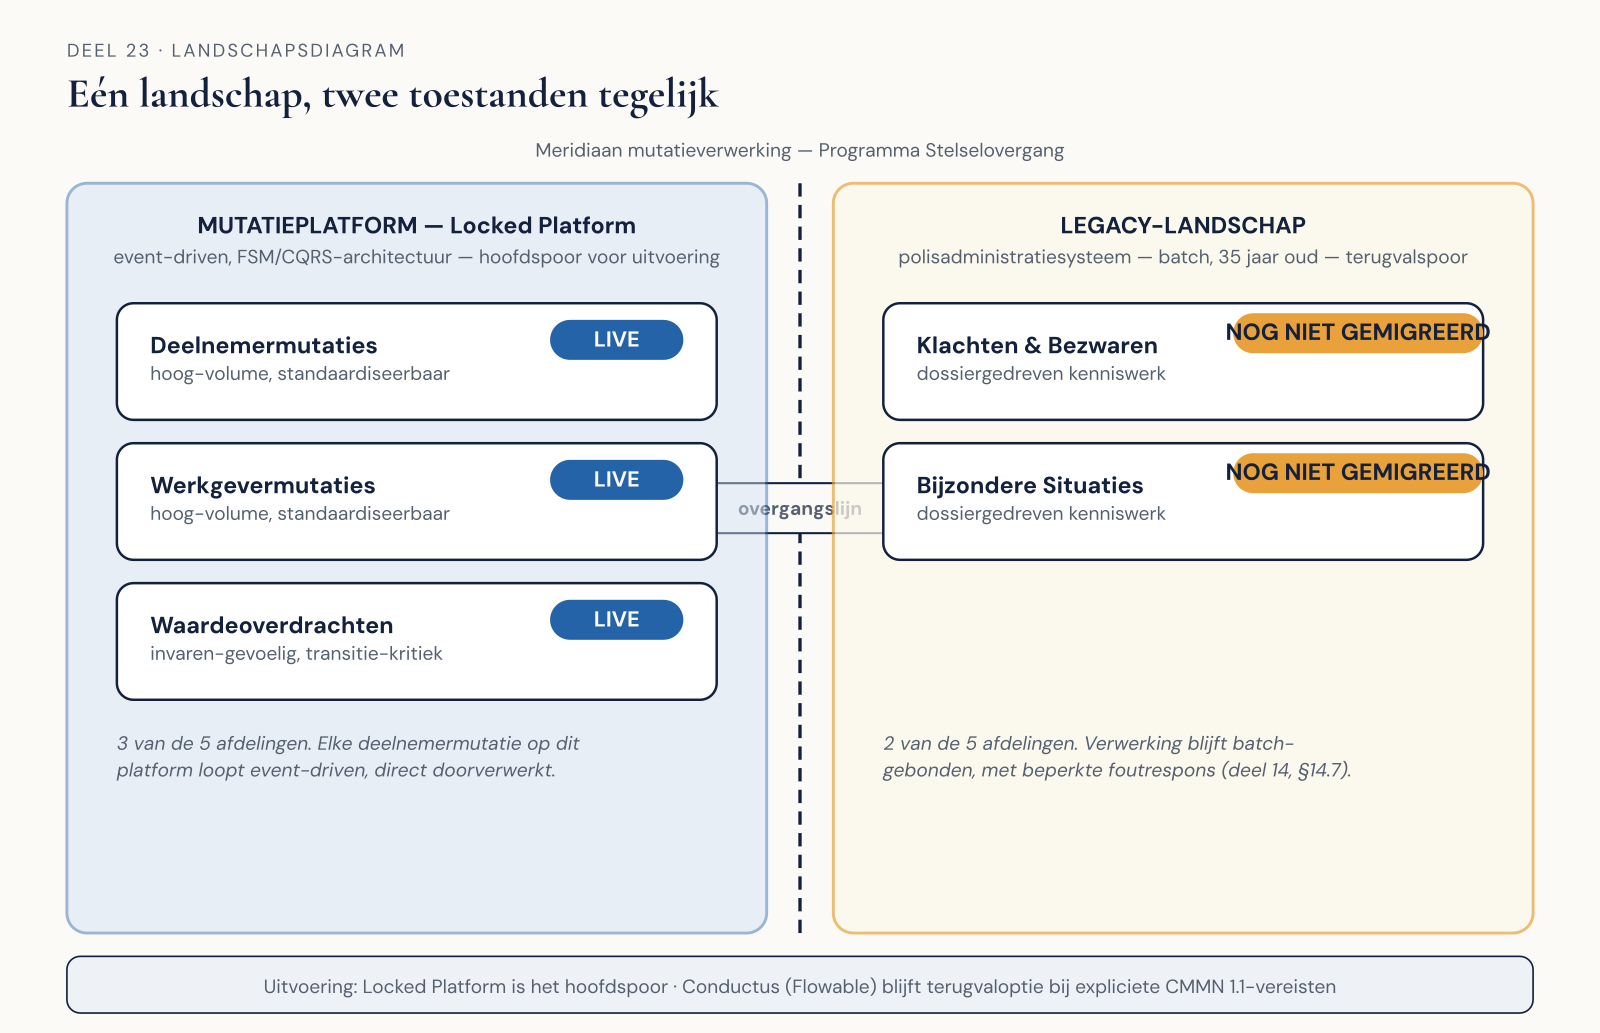 DEEL 23 · LANDSCHAPSDIAGRAM
Eén landschap, twee toestanden tegelijk
Meridiaan mutatieverwerking — Programma Stelselovergang
MUTATIEPLATFORM — Locked Platform
event-driven, FSM/CQRS-architectuur — hoofdspoor voor uitvoering
Deelnemermutaties
LIVE
hoog-volume, standaardiseerbaar
Werkgevermutaties
LIVE
hoog-volume, standaardiseerbaar
Waardeoverdrachten
LIVE
invaren-gevoelig, transitie-kritiek
3 van de 5 afdelingen. Elke deelnemermutatie op dit
platform loopt event-driven, direct doorverwerkt.
overgangslijn
LEGACY-LANDSCHAP
polisadministratiesysteem — batch, 35 jaar oud — terugvalspoor
Klachten & Bezwaren
NOG NIET GEMIGREERD
dossiergedreven kenniswerk
Bijzondere Situaties
NOG NIET GEMIGREERD
dossiergedreven kenniswerk
2 van de 5 afdelingen. Verwerking blijft batch-
gebonden, met beperkte foutrespons (deel 14, §14.7).
Uitvoering: Locked Platform is het hoofdspoor · Conductus (Flowable) blijft terugvaloptie bij expliciete CMMN 1.1-vereisten